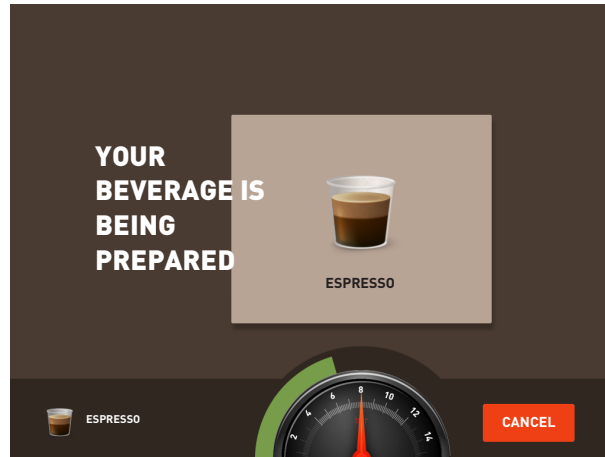 YOUR
BEVERAGE IS
BEING
PREPARED
ESPRESSO
2 4 6 8 10 12 14
ESPRESSO
CANCEL